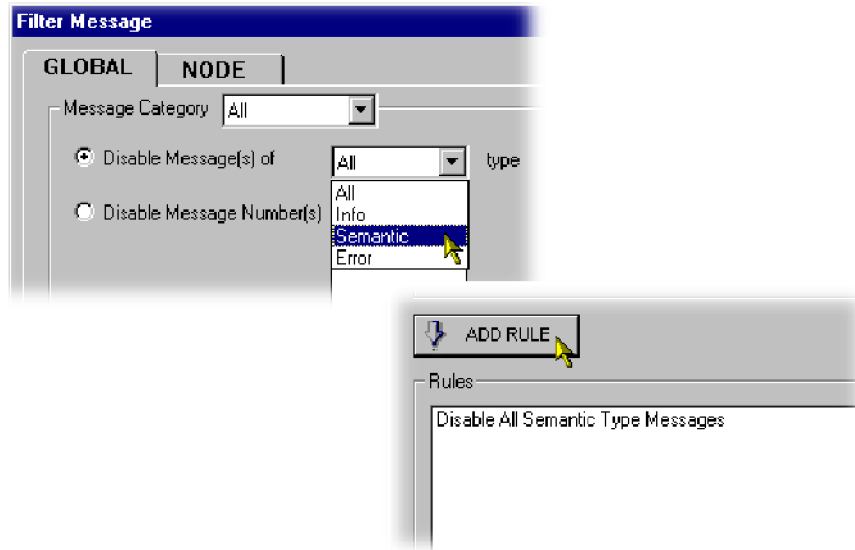 Filter Message
GLOBAL NODE
Message Category All
Disable Message(s) of All type
All
Disable Message Number(s) Info
Semantic
Error
ADD RULE
Rules
Disable All Semantic Type Messages